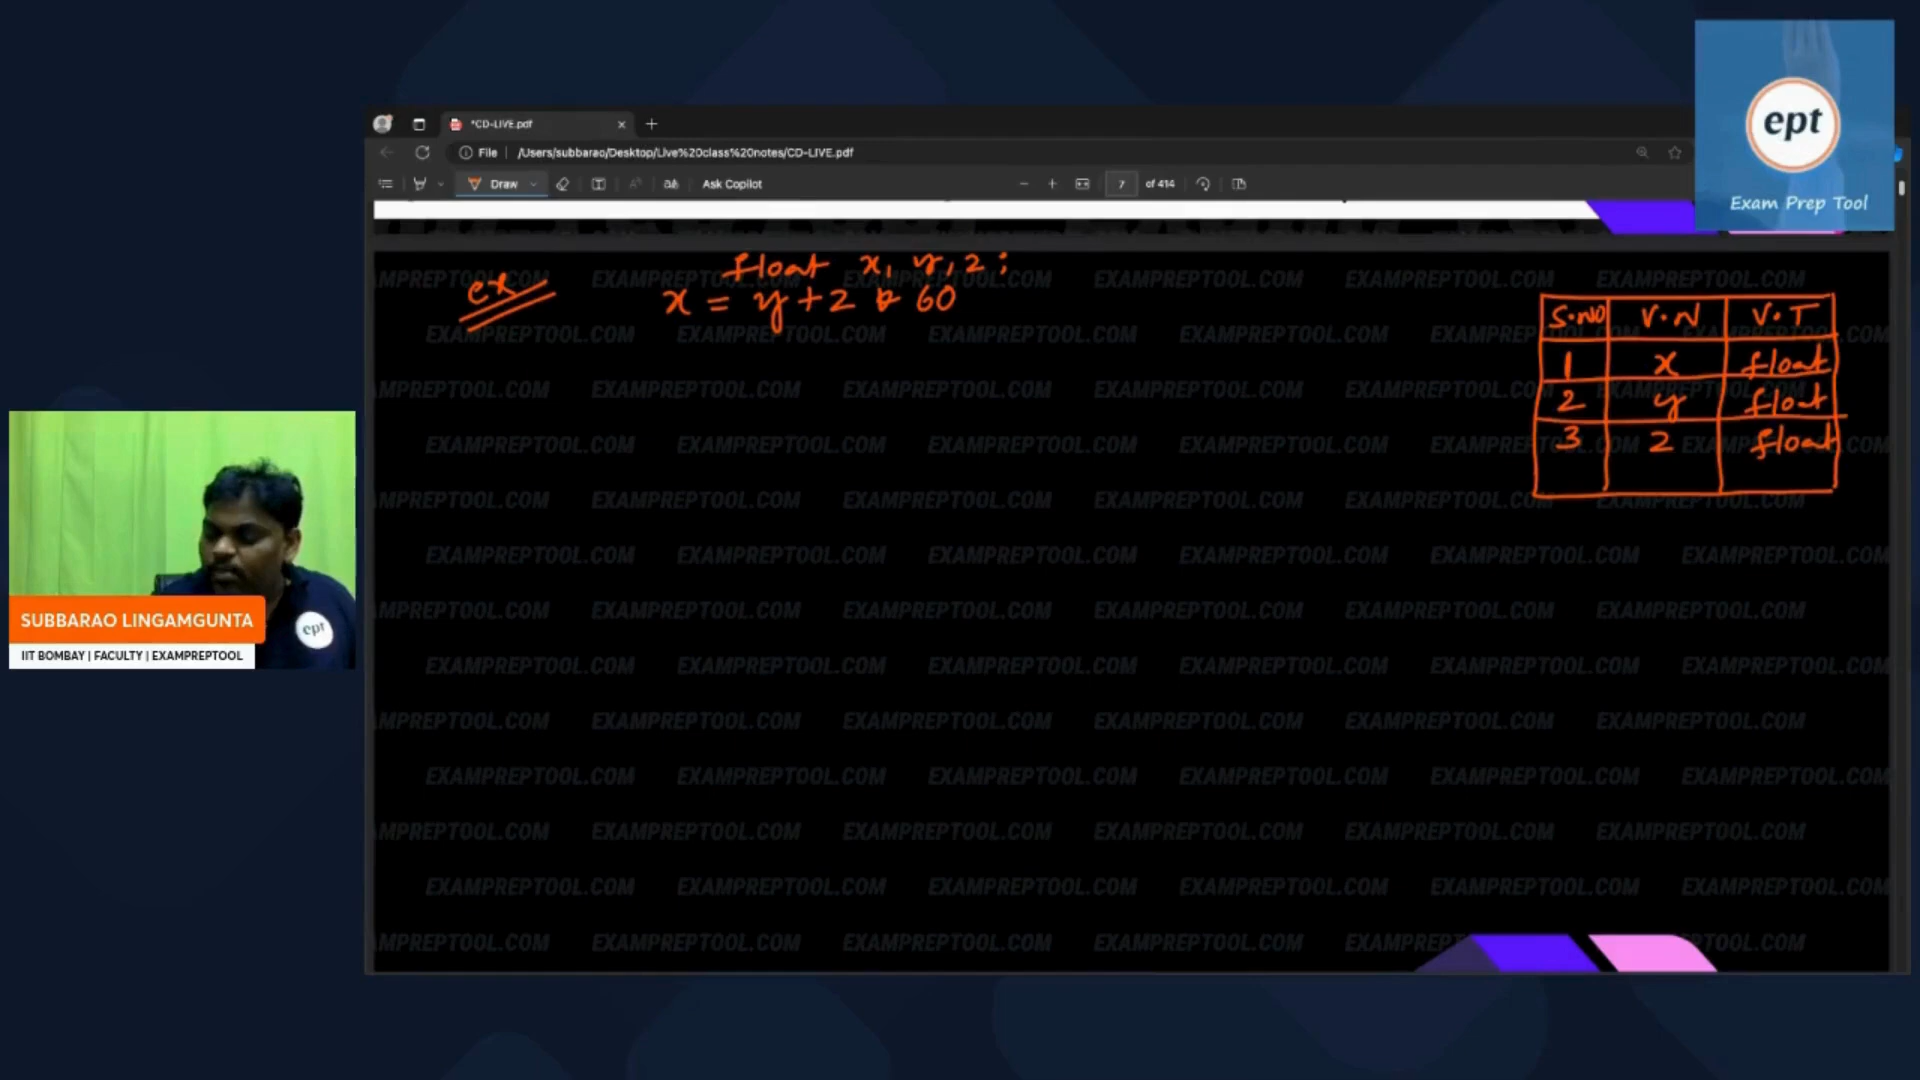 ept
Exam Prep Tool
*CD-LIVE.pdf
File /Users/subbarao/Desktop/Live%20class%20notes/CD-LIVE.pdf
Draw Ask Copilot 7 of 414
ex float x, y, z;
x = y + z * 60
S.NO V.N V.T
1 x float
2 y float
3 z float
SUBBARAO LINGAMGUNTA
ept
IIT BOMBAY | FACULTY | EXAMPREPTOOL
EXAMPREPTOOL.COM